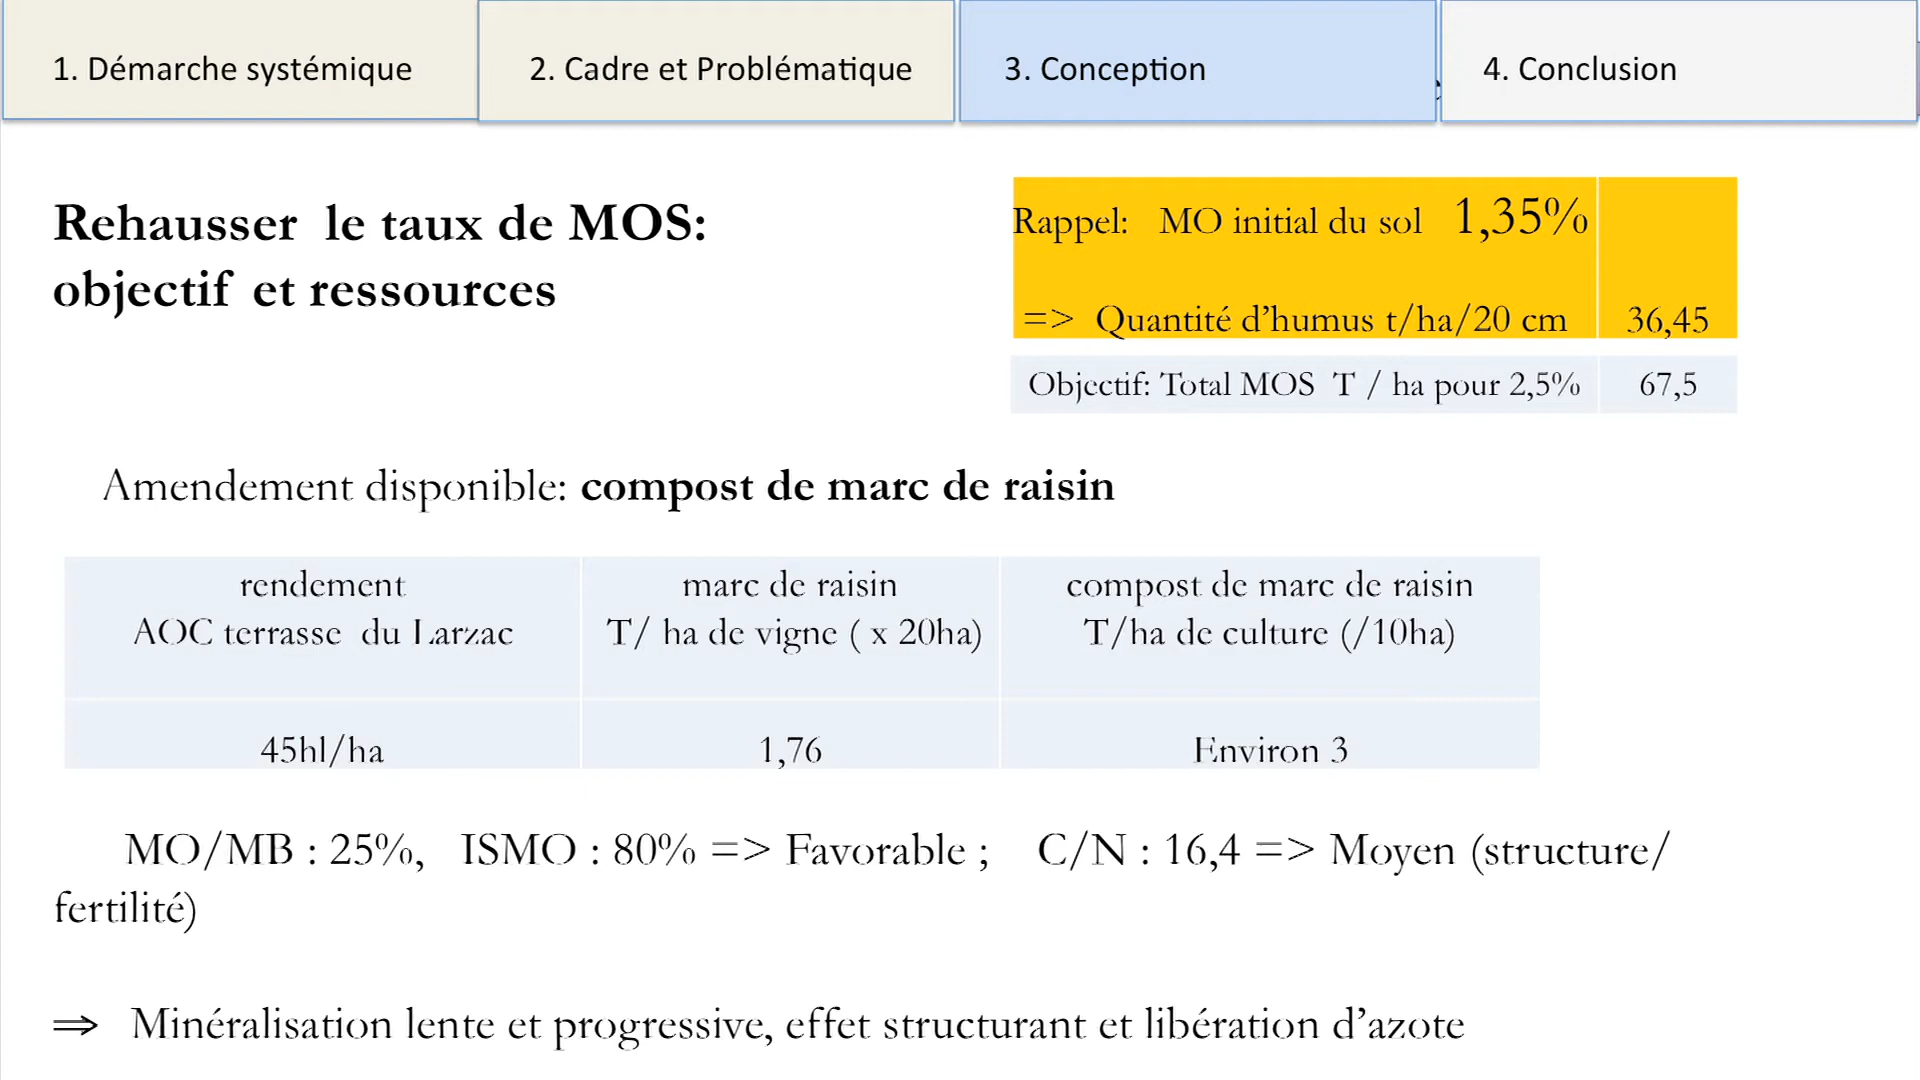 1. Démarche systémique
2. Cadre et Problématique
3. Conception
4. Conclusion
Rehausser le taux de MOS:
objectif et ressources
Rappel: MO initial du sol 1,35%
=> Quantité d’humus t/ha/20 cm 36,45
Objectif: Total MOS T / ha pour 2,5% 67,5
Amendement disponible: compost de marc de raisin
rendement
AOC terrasse du Larzac
marc de raisin
T/ ha de vigne ( x 20ha)
compost de marc de raisin
T/ha de culture (/10ha)
45hl/ha 1,76 Environ 3
MO/MB : 25%, ISMO : 80% => Favorable ; C/N : 16,4 => Moyen (structure/
fertilité)
⇒ Minéralisation lente et progressive, effet structurant et libération d’azote